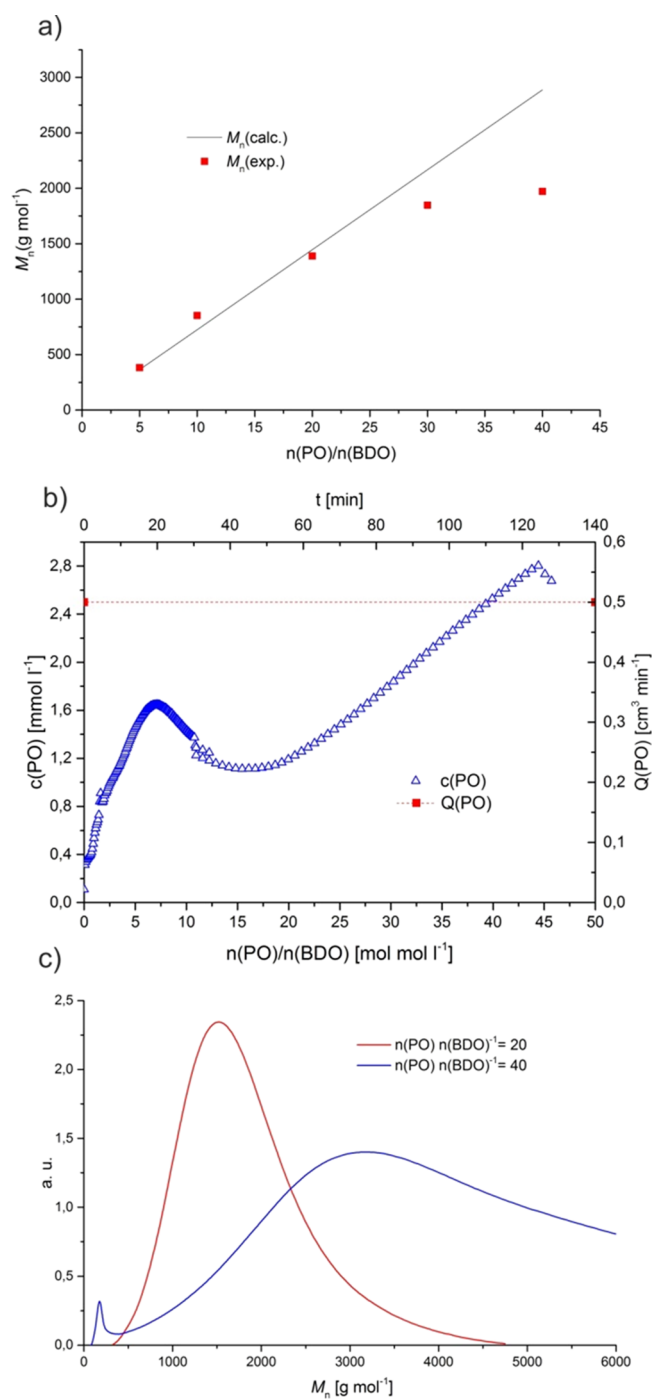 a)
3000
2500
2000
1500
1000
500
0
Mn(g mol-1)
Mn(calc.)
Mn(exp.)
0 5 10 15 20 25 30 35 40 45
n(PO)/n(BDO)
b)
t [min]
0 20 40 60 80 100 120 140
2,8
2,4
2,0
1,6
1,2
0,8
0,4
0,0
c(PO) [mmol l-1]
0,6
0,5
0,4
0,3
0,2
0,1
0,0
Q(PO) [cm3 min-1]
c(PO)
Q(PO)
0 5 10 15 20 25 30 35 40 45 50
n(PO)/n(BDO) [mol mol l-1]
c)
2,5
2,0
1,5
1,0
0,5
0,0
a. u.
n(PO) n(BDO)-1= 20
n(PO) n(BDO)-1= 40
0 1000 2000 3000 4000 5000 6000
Mn [g mol-1]